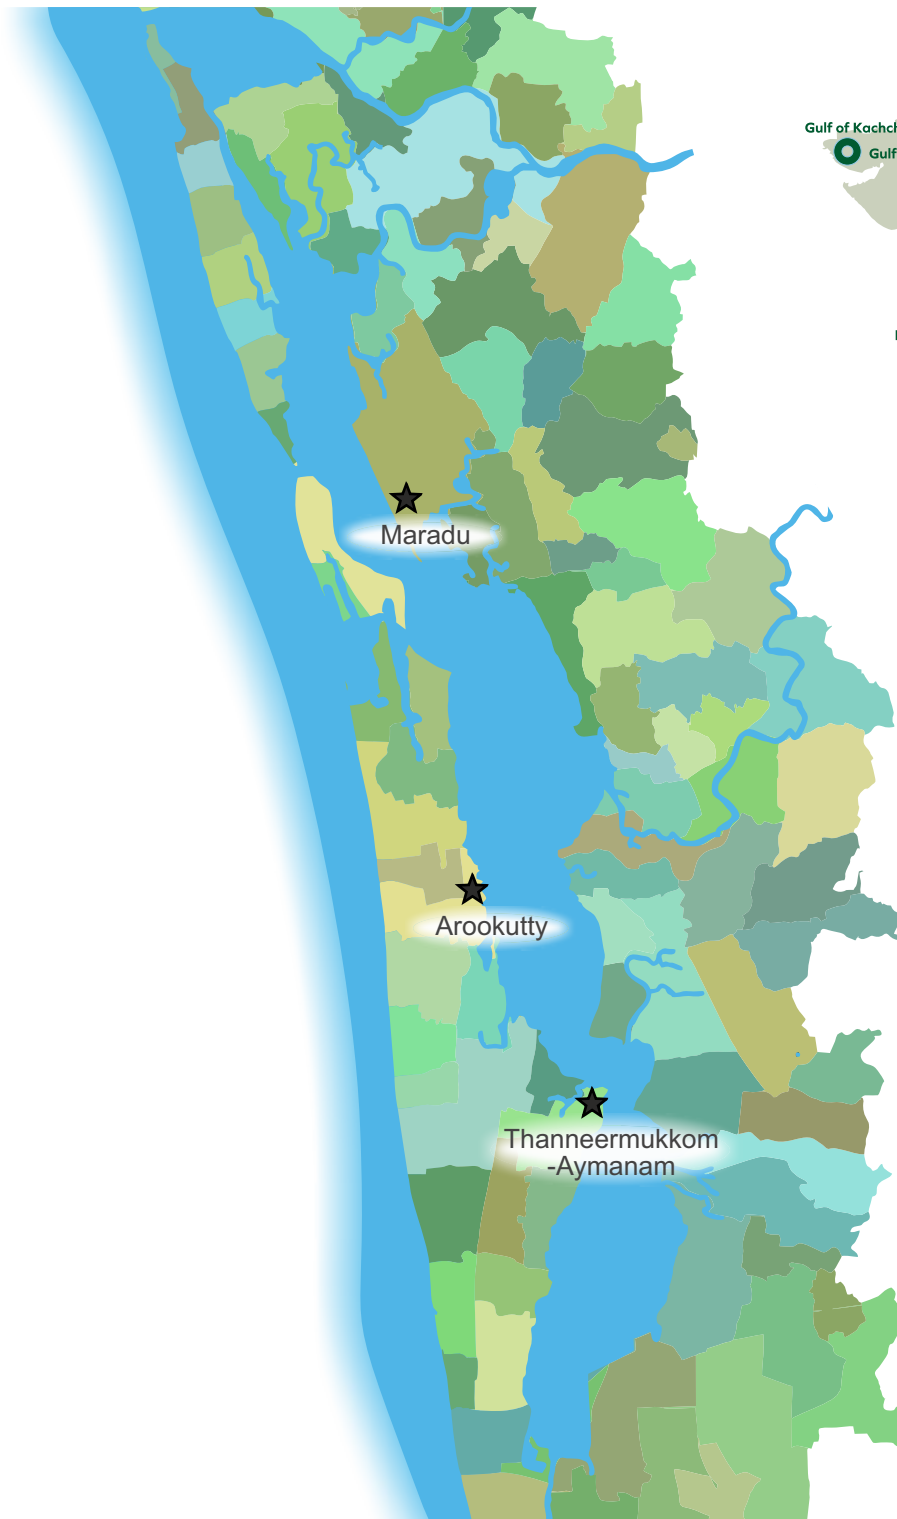 Gulf of Kachch
Gulf
Maradu
Arookutty
Thanneermukkom
-Aymanam